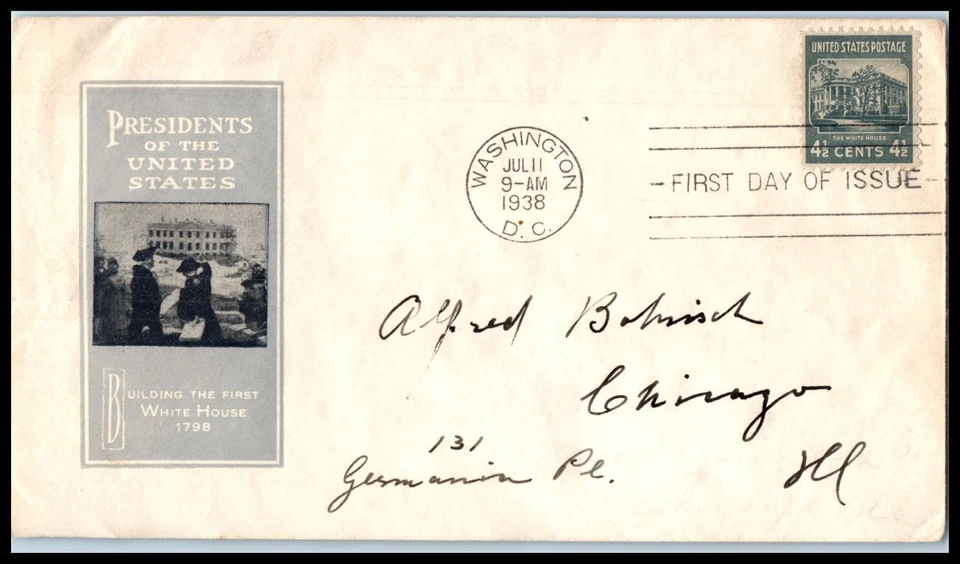 PRESIDENTS
OF THE
UNITED
STATES
BUILDING THE FIRST
WHITE HOUSE
1798
WASHINGTON
JUL 11
9-AM
1938
D.C.
UNITED STATES POSTAGE
THE WHITE HOUSE
4½ CENTS 4½
FIRST DAY OF ISSUE
Alfred Bohnisch
Chicago
131
Germania Pl. Ill